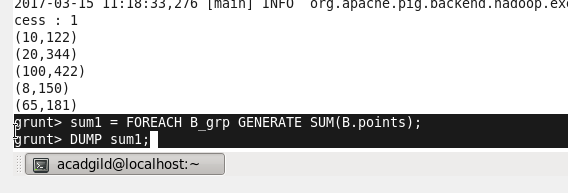 2017-03-15 11:18:33,276 [main] INFO  org.apache.pig.backend.hadoop.exe
cess : 1
(10,122)
(20,344)
(100,422)
(8,150)
(65,181)
grunt> sum1 = FOREACH B_grp GENERATE SUM(B.points);
grunt> DUMP sum1;
acadgild@localhost:~